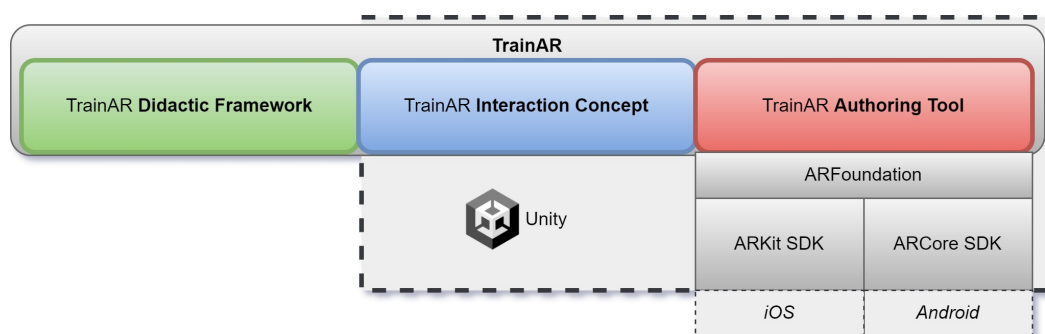 TrainAR
TrainAR Didactic Framework
TrainAR Interaction Concept
TrainAR Authoring Tool
ARFoundation
Unity
ARKit SDK
ARCore SDK
iOS
Android